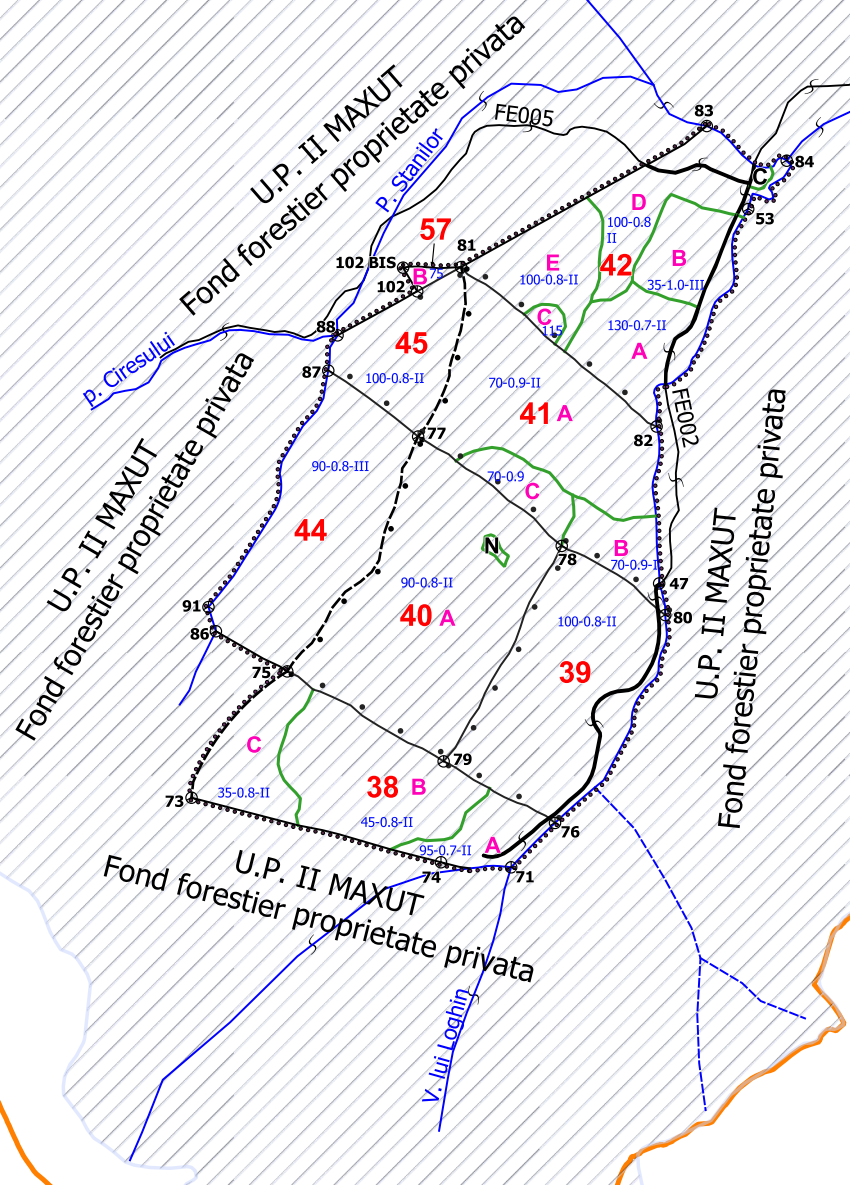 U.P. II MAXUT
Fond forestier proprietate privata
FE005
P. Stanilor
83
84
C
53
D
100-0.8
II
57
81
102 BIS
B
75
102
E
100-0.8-II
42
B
35-1.0-III
C
115
130-0.7-II
A
88
p. Ciresului
45
87
100-0.8-II
70-0.9-II
41 A
FE002
82
77
U.P. II MAXUT
Fond forestier proprietate privata
90-0.8-III
70-0.9
C
44
N
78
B
70-0.9-I
47
U.P. II MAXUT
Fond forestier proprietate privata
90-0.8-II
40 A
100-0.8-II
80
91
86
75
39
C
79
38 B
35-0.8-II
73
45-0.8-II
76
95-0.7-II
A
74
71
U.P. II MAXUT
Fond forestier proprietate privata
V. lui Loghin